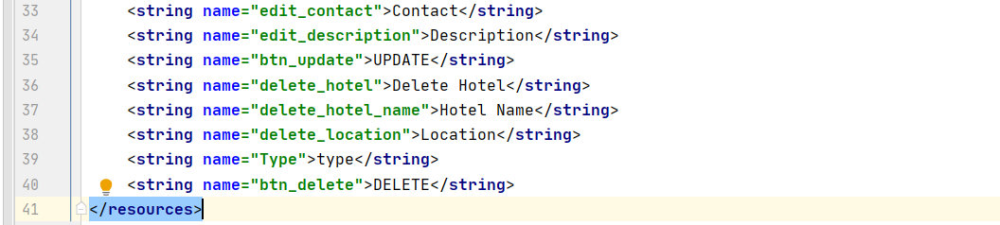 33 <string name="edit_contact">Contact</string>
34 <string name="edit_description">Description</string>
35 <string name="btn_update">UPDATE</string>
36 <string name="delete_hotel">Delete Hotel</string>
37 <string name="delete_hotel_name">Hotel Name</string>
38 <string name="delete_location">Location</string>
39 <string name="Type">type</string>
40 <string name="btn_delete">DELETE</string>
41 </resources>